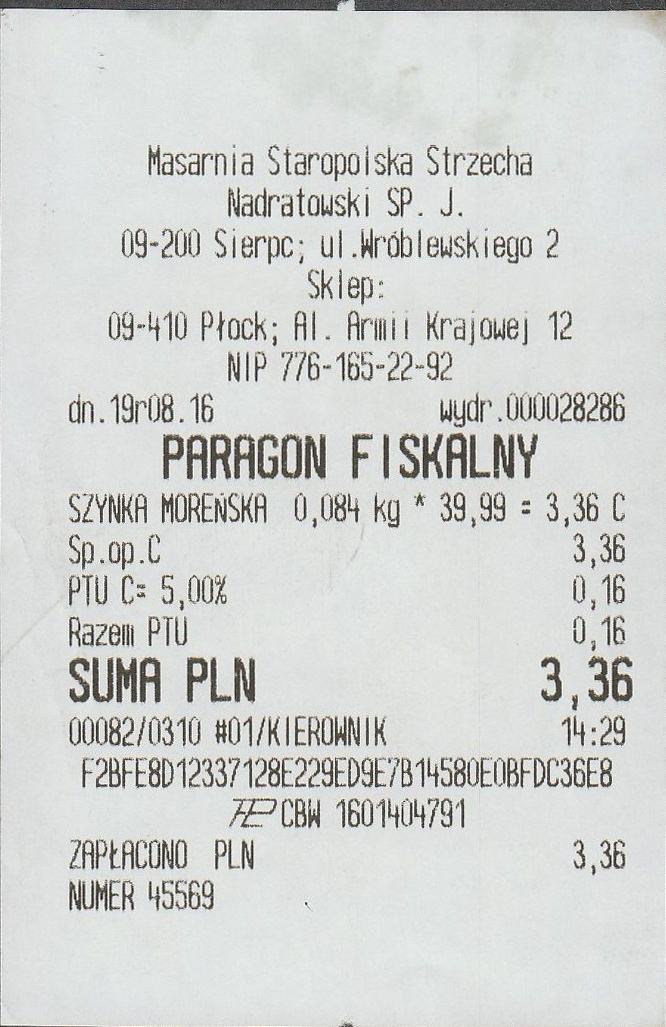 Masarnia Staropolska Strzecha
Nadratowski SP. J.
09-200 Sierpc; ul.Wróblewskiego 2
Sklep:
09-410 Płock; Al. Armii Krajowej 12
NIP 776-165-22-92
dn.19r08.16 wydr.000028286
PARAGON FISKALNY
SZYNKA MOREŃSKA 0,084 kg * 39,99 = 3,36 C
Sp.op.C 3,36
PTU C= 5,00% 0,16
Razem PTU 0,16
SUMA PLN 3,36
00082/0310 #01/KIEROWNIK 14:29
F2BFE8D12337128E229ED9E7B14580E0BFDC36E8
CBW 1601404791
ZAPŁACONO PLN 3,36
NUMER 45569